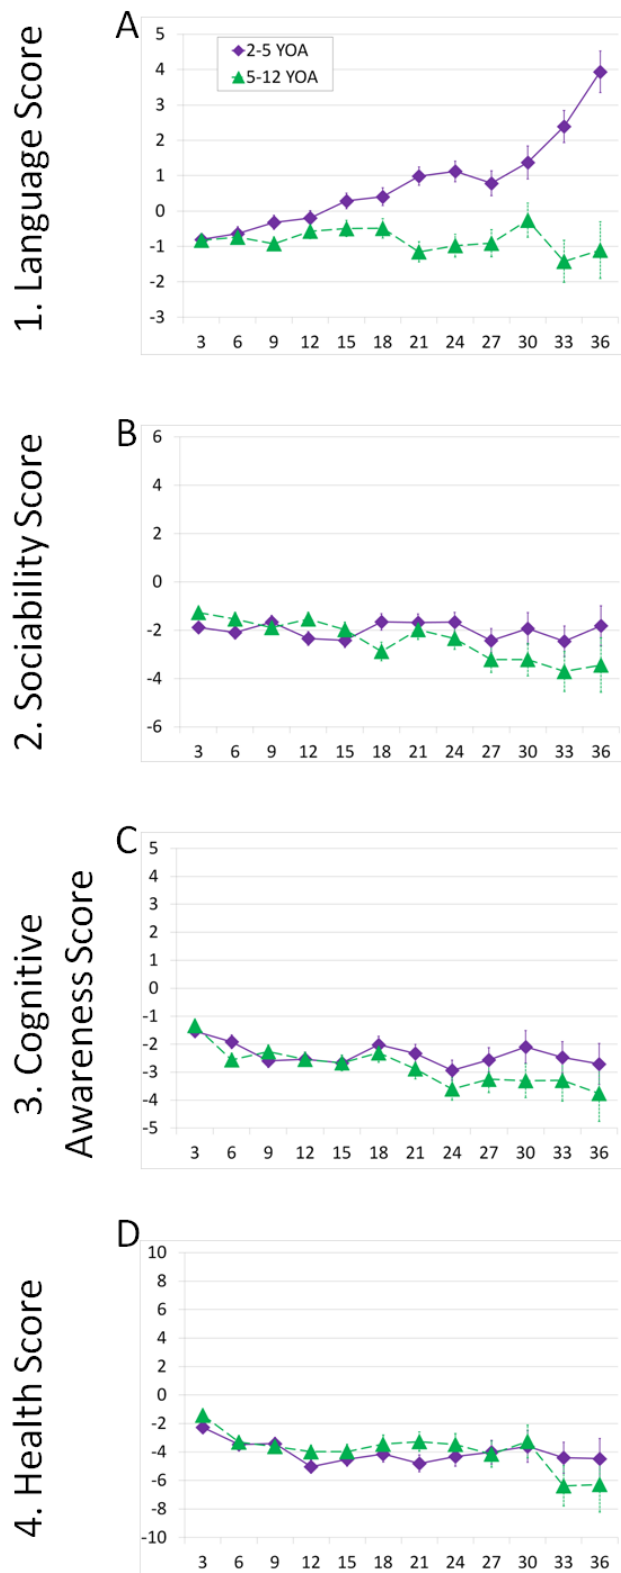 A
1. Language Score
2-5 YOA
5-12 YOA
5
4
3
2
1
0
-1
-2
-3
3 6 9 12 15 18 21 24 27 30 33 36
B
2. Sociability Score
6
4
2
0
-2
-4
-6
3 6 9 12 15 18 21 24 27 30 33 36
C
3. Cognitive
Awareness Score
5
4
3
2
1
0
-1
-2
-3
-4
-5
3 6 9 12 15 18 21 24 27 30 33 36
D
4. Health Score
10
8
6
4
2
0
-2
-4
-6
-8
-10
3 6 9 12 15 18 21 24 27 30 33 36